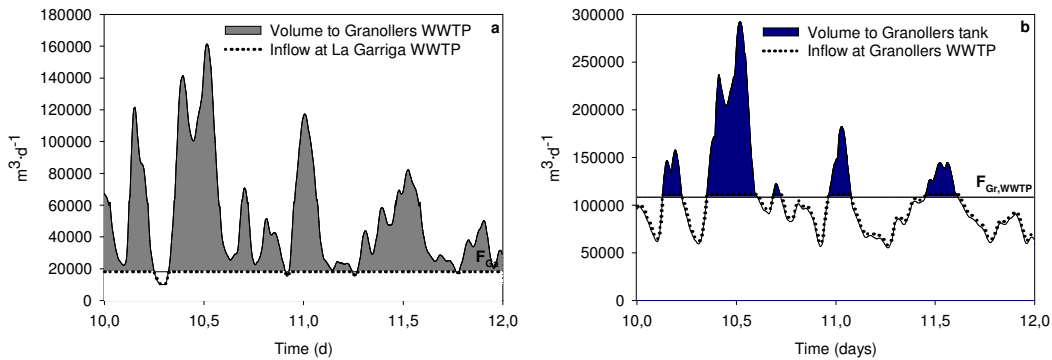 180000
160000
140000
120000
100000
80000
60000
40000
20000
0
m³·d⁻¹
Volume to Granollers WWTP
Inflow at La Garriga WWTP
a
F_Ga
10,0 10,5 11,0 11,5 12,0
Time (d)
300000
250000
200000
150000
100000
50000
0
m³·d⁻¹
Volume to Granollers tank
Inflow at Granollers WWTP
b
F_Gr,WWTP
10,0 10,5 11,0 11,5 12,0
Time (days)